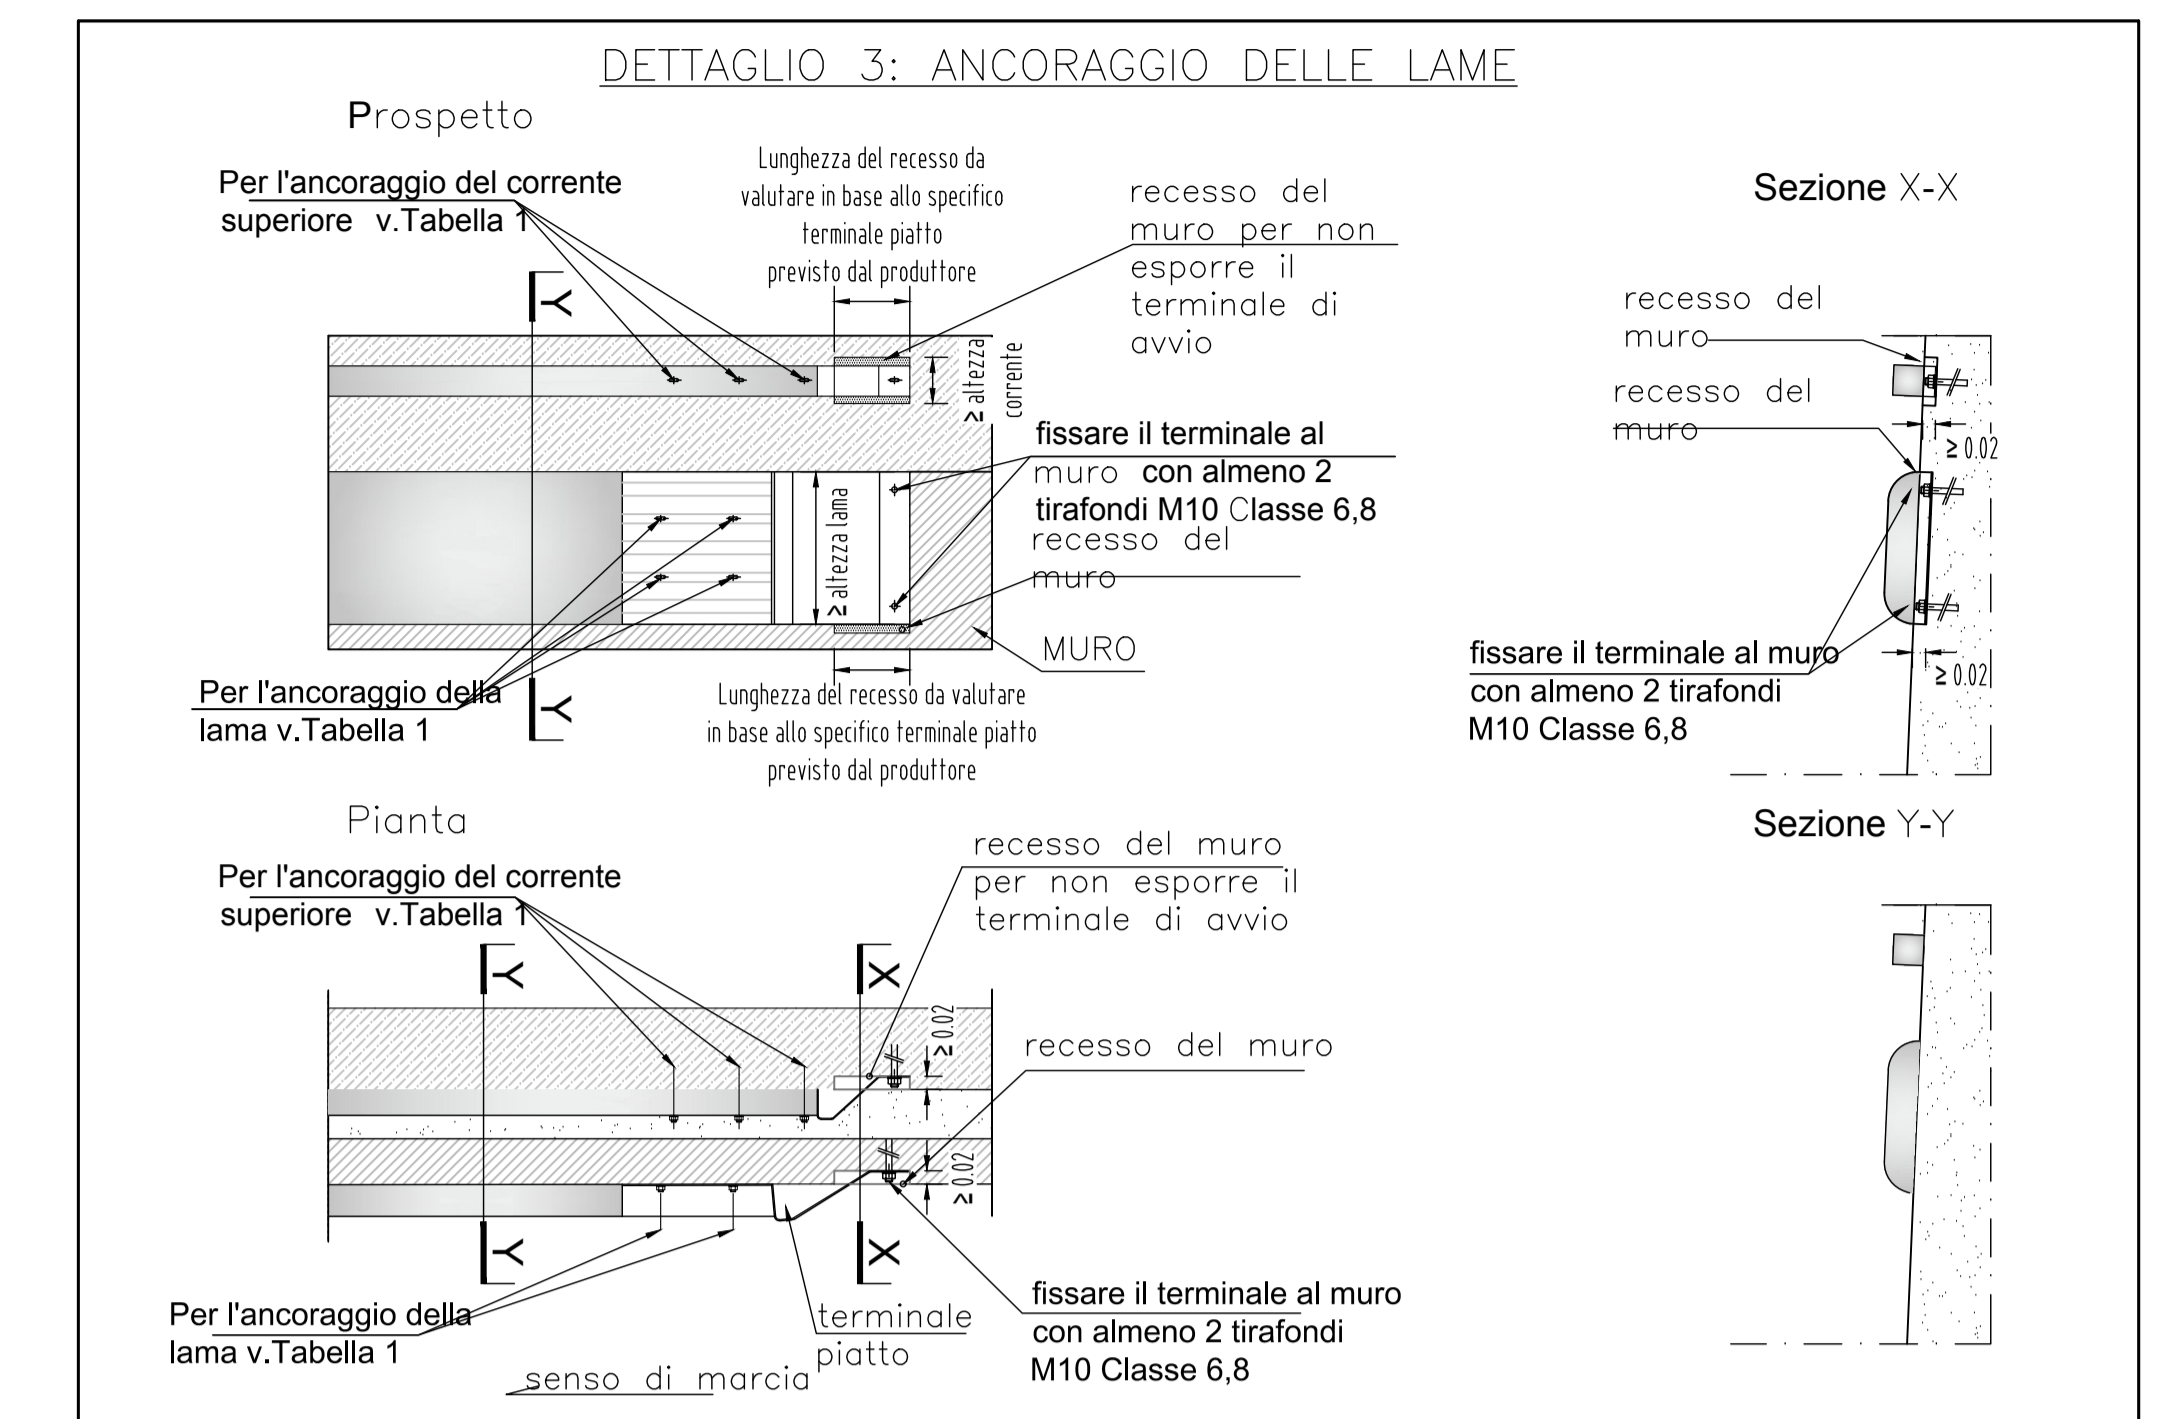 DETTAGLIO 3: ANCORAGGIO DELLE LAME
Prospetto
Per l'ancoraggio del corrente
superiore v.Tabella 1
Lunghezza del recesso da
valutare in base allo specifico
terminale piatto
previsto dal produttore
recesso del
muro per non
esporre il
terminale di
avvio
Y
≥ altezza
corrente
fissare il terminale al
muro con almeno 2
tirafondi M10 Classe 6,8
recesso del
muro
≥ altezza lama
MURO
Per l'ancoraggio della
lama v.Tabella 1
Y
Lunghezza del recesso da valutare
in base allo specifico terminale piatto
previsto dal produttore
Sezione X-X
recesso del
muro
recesso del
muro
≥ 0.02
fissare il terminale al muro
con almeno 2 tirafondi
M10 Classe 6,8
≥ 0.02
Pianta
Per l'ancoraggio del corrente
superiore v.Tabella 1
recesso del muro
per non esporre il
terminale di avvio
Y
X
≥ 0.02
recesso del muro
≥ 0.02
Y
X
Per l'ancoraggio della
lama v.Tabella 1
terminale
piatto
senso di marcia
fissare il terminale al muro
con almeno 2 tirafondi
M10 Classe 6,8
Sezione Y-Y